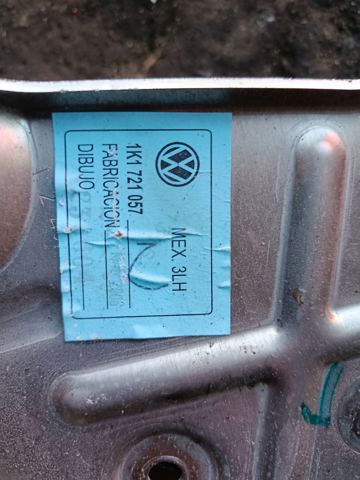 MEX. 3LH
1K1 721 057
FABRICACION
DIBUJO